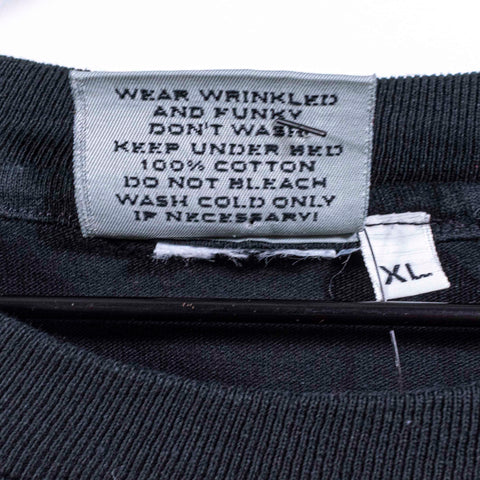 WEAR WRINKLED
AND FUNKY
DON'T WASH
KEEP UNDER BED
100% COTTON
DO NOT BLEACH
WASH COLD ONLY
IF NECESSARY!
XL